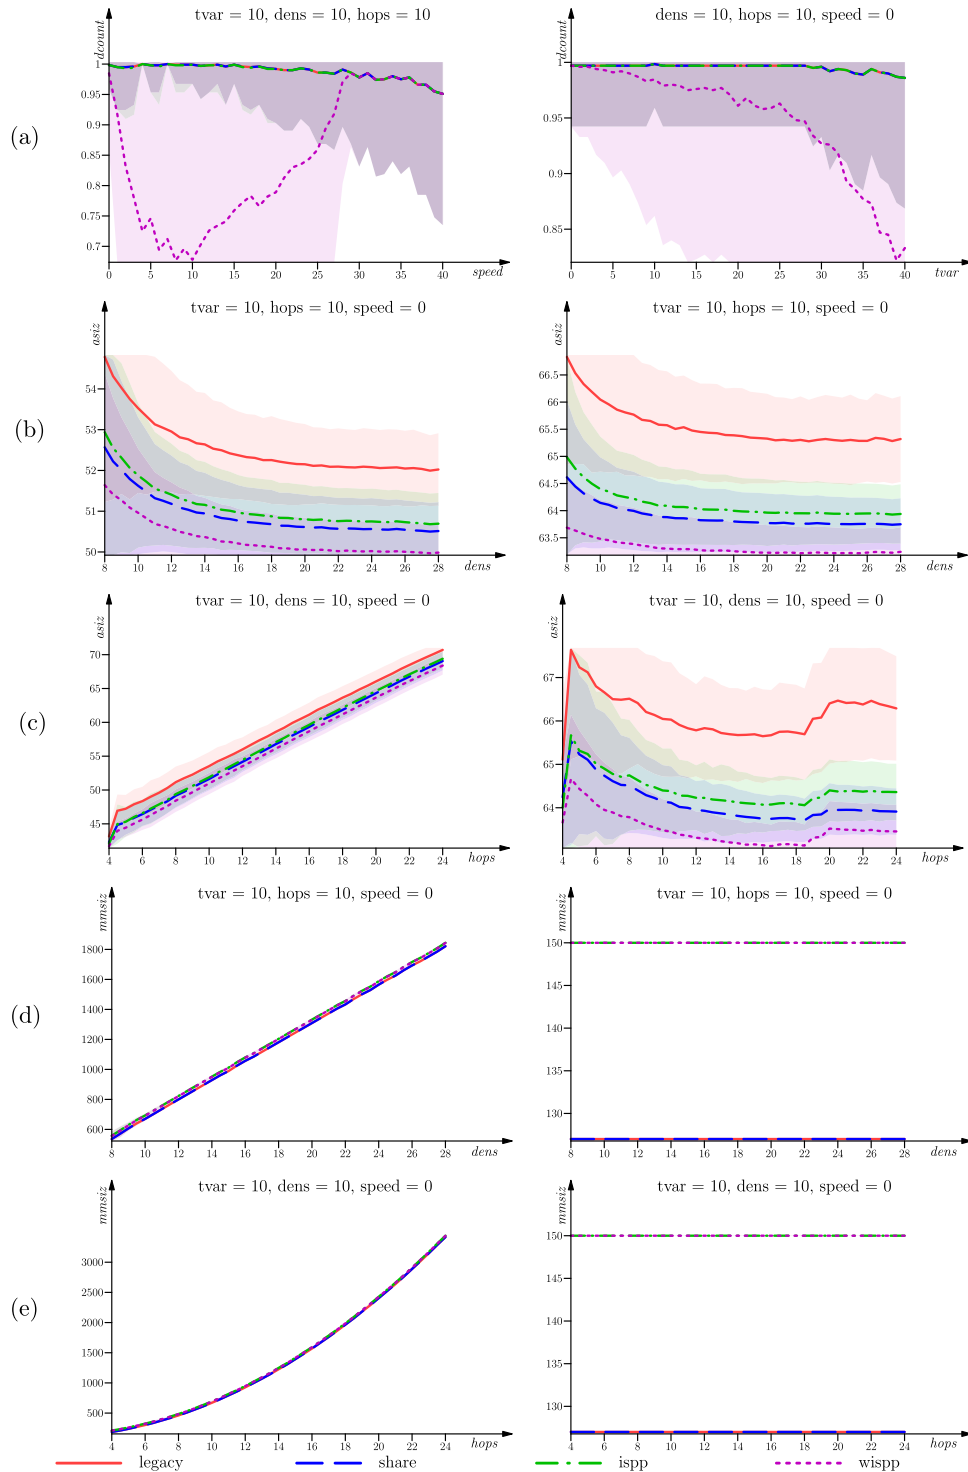 tvar = 10, dens = 10, hops = 10
dcount
1
0.95
0.9
0.85
0.8
0.75
0.7
0 5 10 15 20 25 30 35 40
speed
dens = 10, hops = 10, speed = 0
dcount
1
0.95
0.9
0.85
0 5 10 15 20 25 30 35 40
tvar
(a)
tvar = 10, hops = 10, speed = 0
asiz
54
53
52
51
50
8 10 12 14 16 18 20 22 24 26 28
dens
tvar = 10, hops = 10, speed = 0
asiz
66.5
66
65.5
65
64.5
64
63.5
8 10 12 14 16 18 20 22 24 26 28
dens
(b)
tvar = 10, dens = 10, speed = 0
asiz
70
65
60
55
50
45
4 6 8 10 12 14 16 18 20 22 24
hops
tvar = 10, dens = 10, speed = 0
asiz
67
66
65
64
4 6 8 10 12 14 16 18 20 22 24
hops
(c)
tvar = 10, hops = 10, speed = 0
mmsiz
1800
1600
1400
1200
1000
800
600
8 10 12 14 16 18 20 22 24 26 28
dens
tvar = 10, hops = 10, speed = 0
mmsiz
150
145
140
135
130
8 10 12 14 16 18 20 22 24 26 28
dens
(d)
tvar = 10, dens = 10, speed = 0
mmsiz
3000
2500
2000
1500
1000
500
4 6 8 10 12 14 16 18 20 22 24
hops
tvar = 10, dens = 10, speed = 0
mmsiz
150
145
140
135
130
4 6 8 10 12 14 16 18 20 22 24
hops
(e)
legacy share ispp wispp